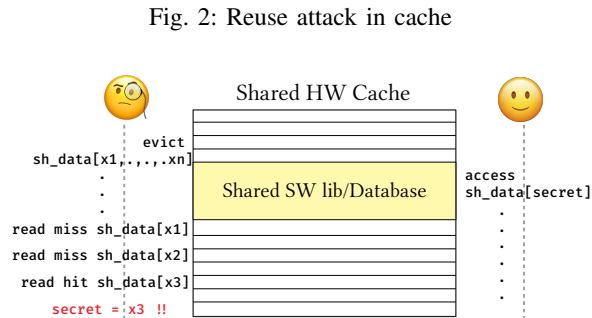 Fig. 2: Reuse attack in cache
Shared HW Cache
evict
sh_data[x1,.,.,.xn]
.
.
.
read miss sh_data[x1]
read miss sh_data[x2]
read hit sh_data[x3]
secret = x3 !!
Shared SW lib/Database
access
sh_data[secret]
.
.
.
.
.